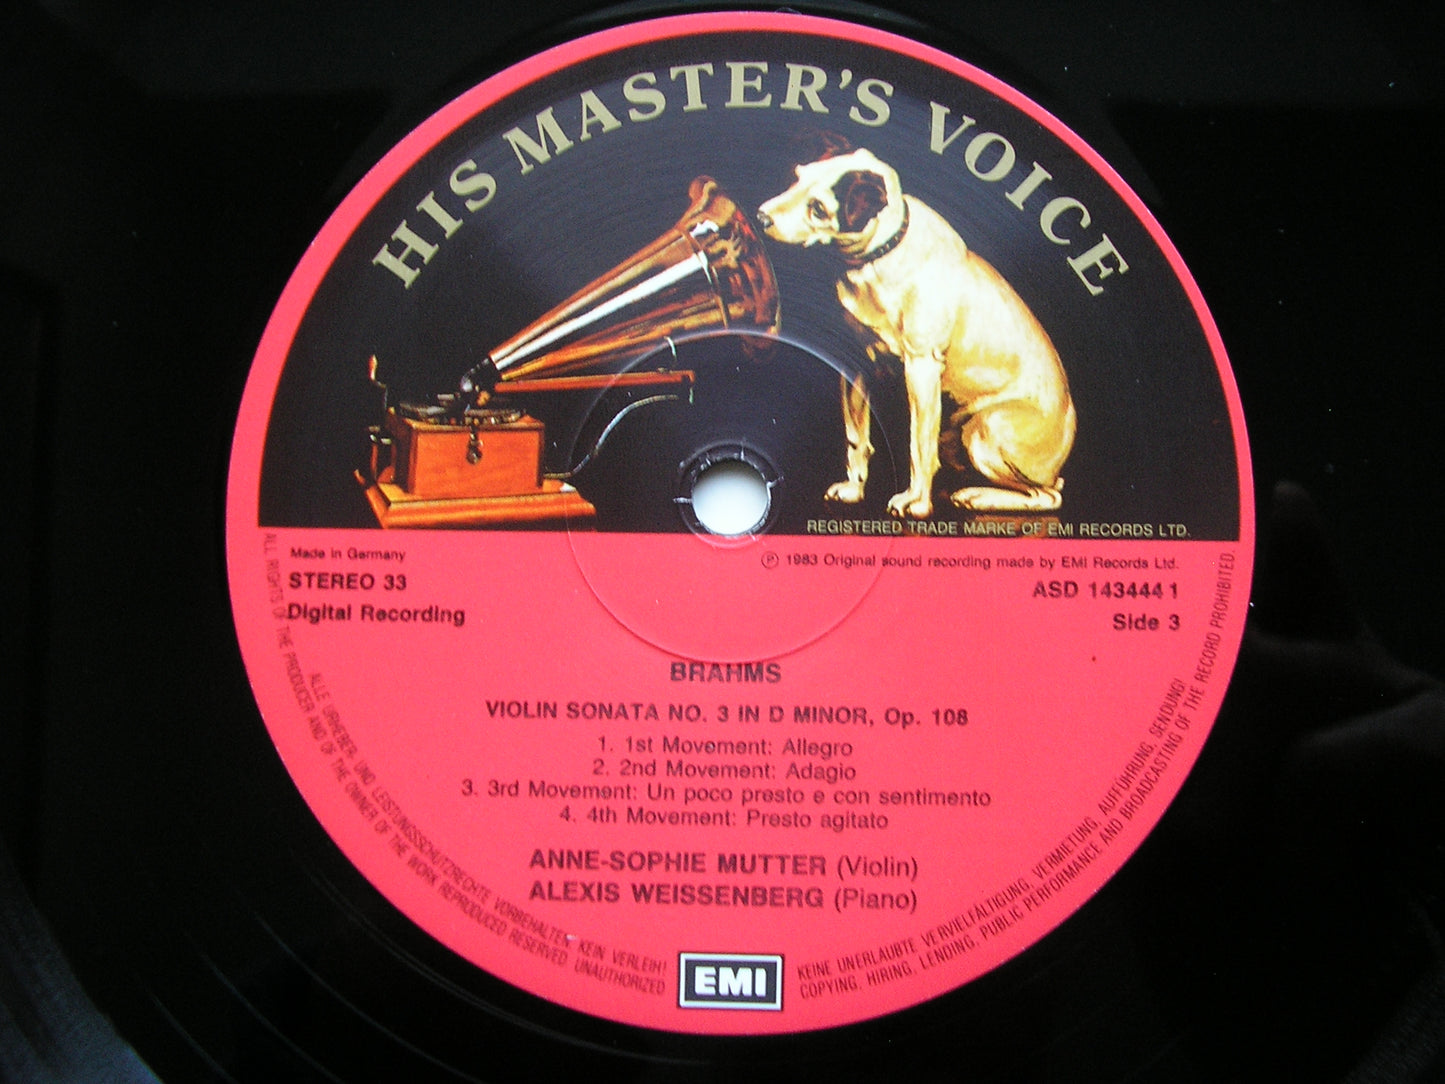 HIS MASTER'S VOICE
REGISTERED TRADE MARKE OF EMI RECORDS LTD.
Made in Germany
℗ 1983 Original sound recording made by EMI Records Ltd.
STEREO 33
ASD 143444 1
Digital Recording
Side 3
BRAHMS
VIOLIN SONATA NO. 3 IN D MINOR, Op. 108
1. 1st Movement: Allegro
2. 2nd Movement: Adagio
3. 3rd Movement: Un poco presto e con sentimento
4. 4th Movement: Presto agitato
ANNE-SOPHIE MUTTER (Violin)
ALEXIS WEISSENBERG (Piano)
ALLE URHEBER- UND LEISTUNGSSCHUTZRECHTE VORBEHALTEN. KEIN VERLEIH! KEINE UNERLAUBTE VERVIELFÄLTIGUNG, VERMIETUNG, AUFFÜHRUNG, SENDUNG!
ALL RIGHTS OF THE PRODUCER AND OF THE OWNER OF THE WORK REPRODUCED RESERVED UNAUTHORIZED COPYING, HIRING, LENDING, PUBLIC PERFORMANCE AND BROADCASTING OF THE RECORD PROHIBITED.
EMI